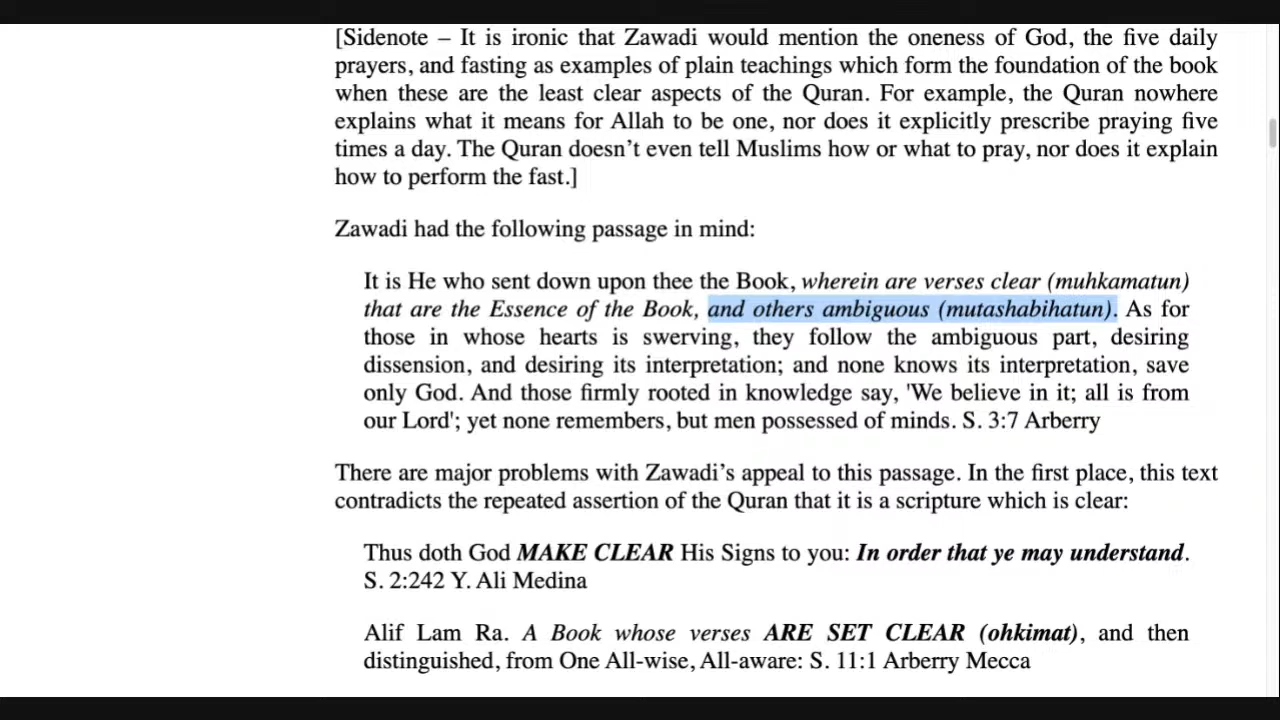 [Sidenote – It is ironic that Zawadi would mention the oneness of God, the five daily
prayers, and fasting as examples of plain teachings which form the foundation of the book
when these are the least clear aspects of the Quran. For example, the Quran nowhere
explains what it means for Allah to be one, nor does it explicitly prescribe praying five
times a day. The Quran doesn’t even tell Muslims how or what to pray, nor does it explain
how to perform the fast.]
Zawadi had the following passage in mind:
It is He who sent down upon thee the Book, wherein are verses clear (muhkamatun)
that are the Essence of the Book, and others ambiguous (mutashabihatun). As for
those in whose hearts is swerving, they follow the ambiguous part, desiring
dissension, and desiring its interpretation; and none knows its interpretation, save
only God. And those firmly rooted in knowledge say, 'We believe in it; all is from
our Lord'; yet none remembers, but men possessed of minds. S. 3:7 Arberry
There are major problems with Zawadi’s appeal to this passage. In the first place, this text
contradicts the repeated assertion of the Quran that it is a scripture which is clear:
Thus doth God MAKE CLEAR His Signs to you: In order that ye may understand.
S. 2:242 Y. Ali Medina
Alif Lam Ra. A Book whose verses ARE SET CLEAR (ohkimat), and then
distinguished, from One All-wise, All-aware: S. 11:1 Arberry Mecca